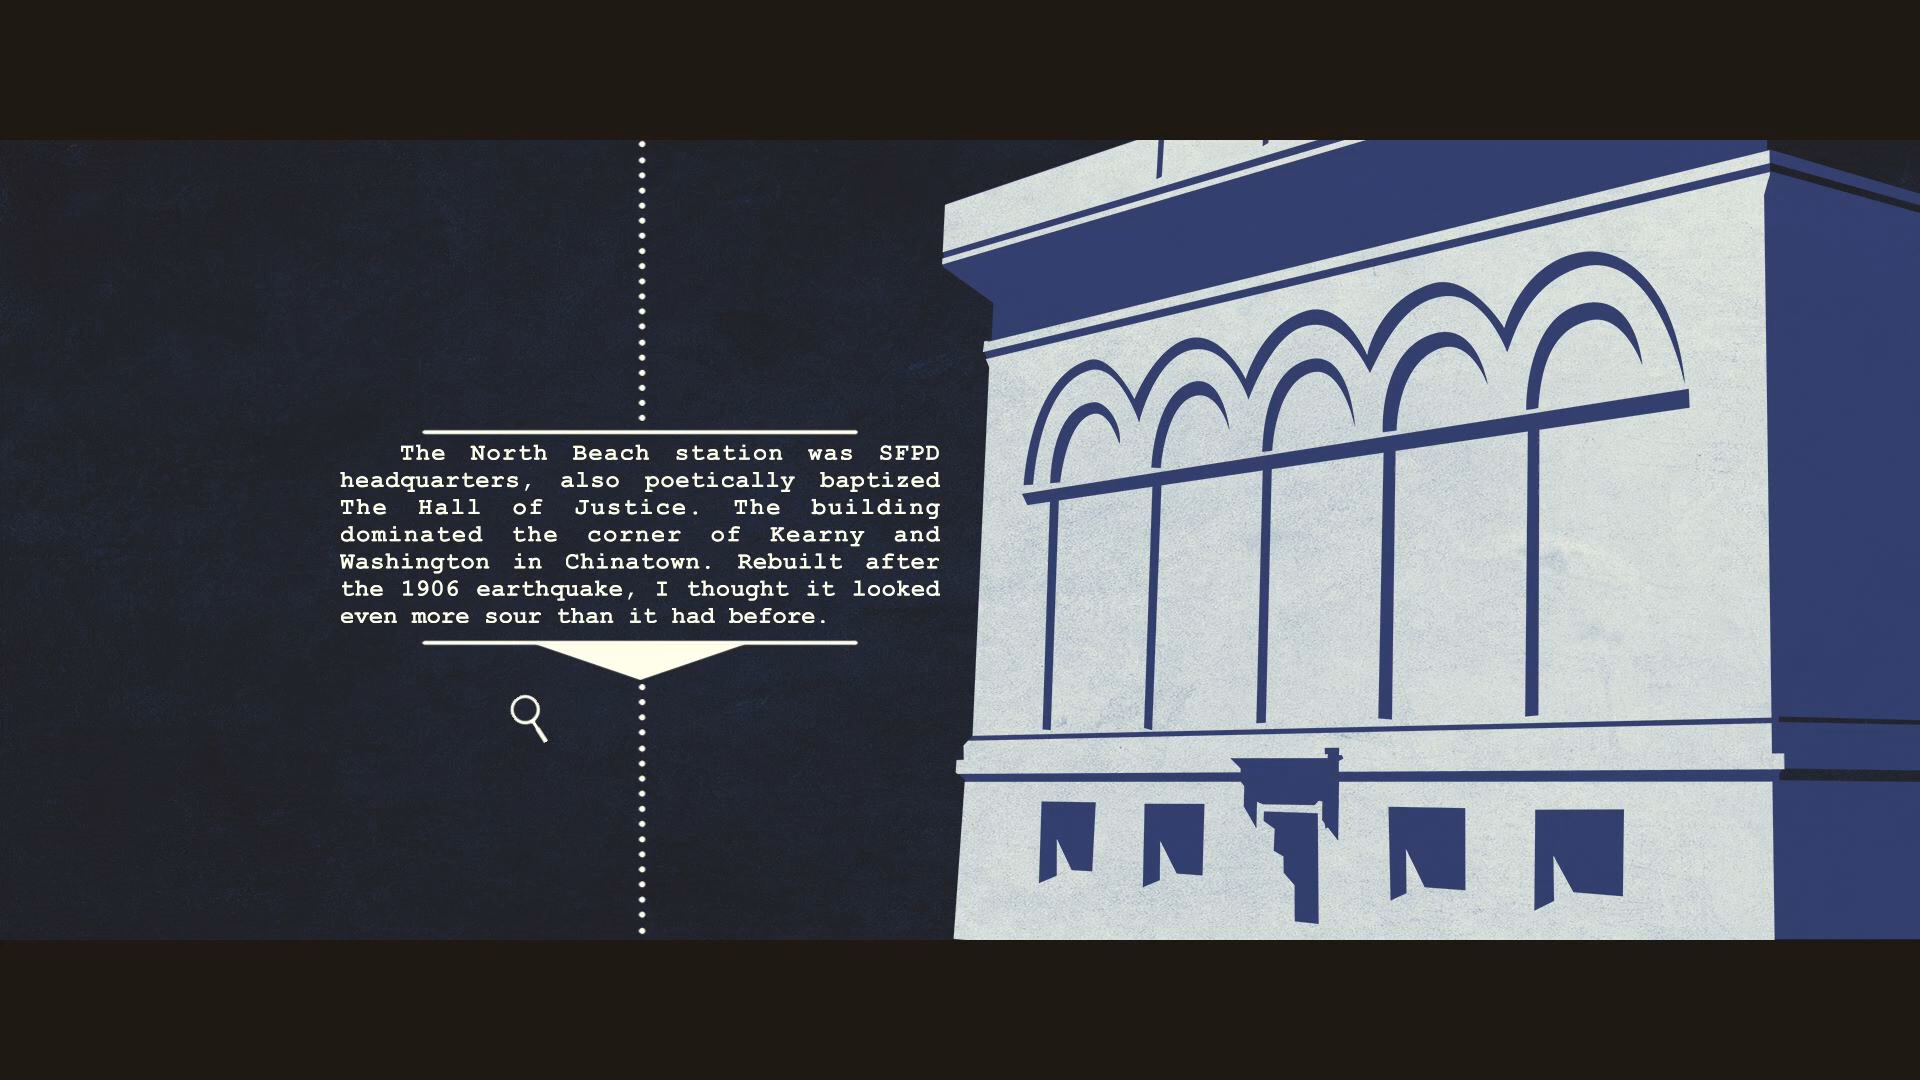 The North Beach station was SFPD
headquarters, also poetically baptized
The Hall of Justice. The building
dominated the corner of Kearny and
Washington in Chinatown. Rebuilt after
the 1906 earthquake, I thought it looked
even more sour than it had before.